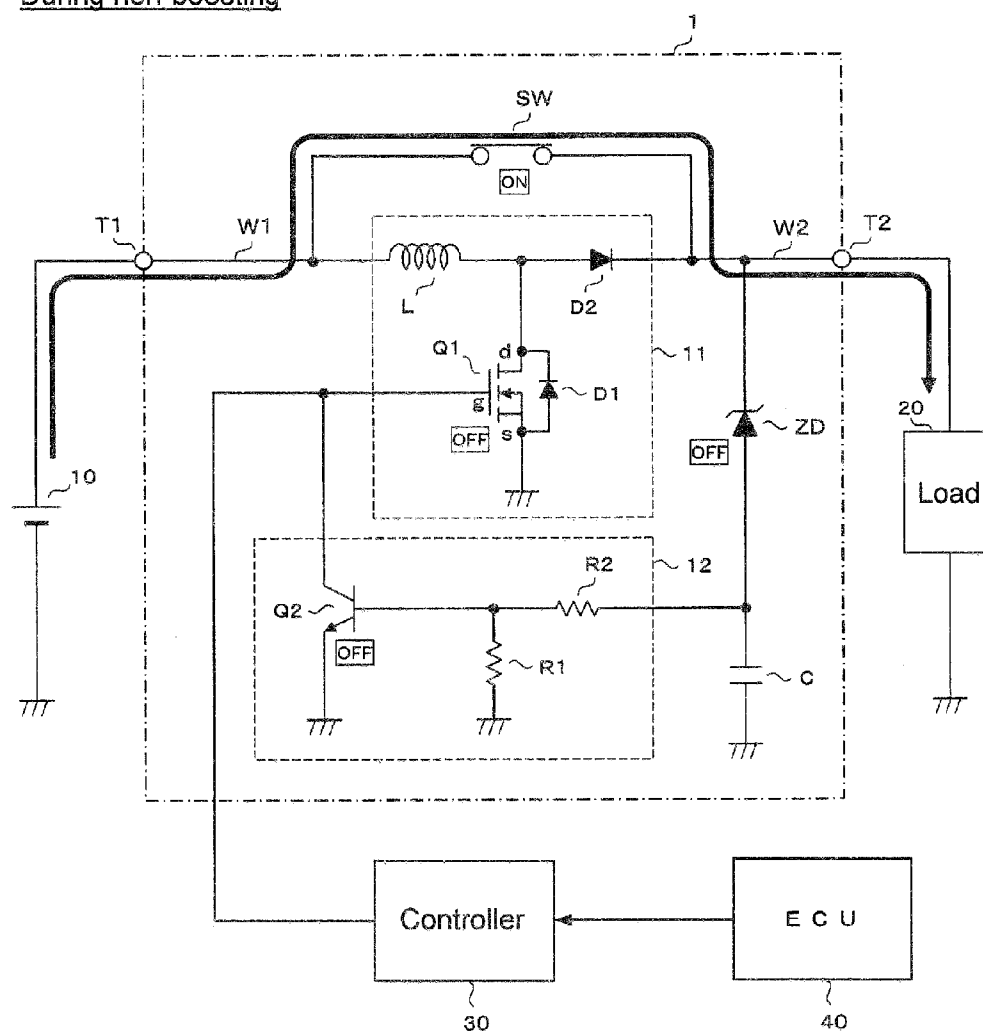 During non-boosting
1
SW
ON
T1
W1
W2
T2
L
D2
Q1
d
g
s
OFF
D1
11
ZD
OFF
20
Load
10
12
R2
Q2
OFF
R1
C
Controller
30
ECU
40